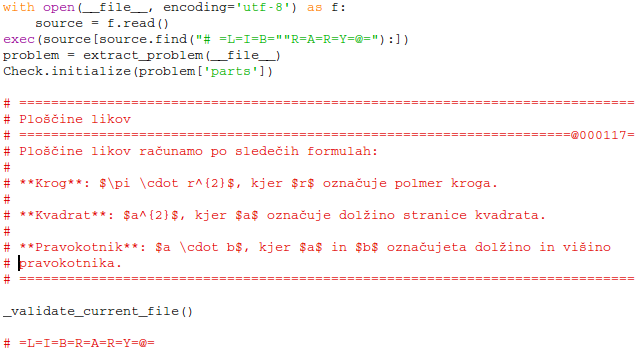 with open(__file__, encoding='utf-8') as f:
    source = f.read()
exec(source[source.find("# =L=I=B=""R=A=R=Y=@="):])
problem = extract_problem(__file__)
Check.initialize(problem['parts'])

# =============================================================================
# Ploščine likov
# =====================================================================@000117=
# Ploščine likov računamo po sledečih formulah:
#
# **Krog**: $\pi \cdot r^{2}$, kjer $r$ označuje polmer kroga.
#
# **Kvadrat**: $a^{2}$, kjer $a$ označuje dolžino stranice kvadrata.
#
# **Pravokotnik**: $a \cdot b$, kjer $a$ in $b$ označujeta dolžino in višino
# pravokotnika.
# =============================================================================

_validate_current_file()

# =L=I=B=R=A=R=Y=@=